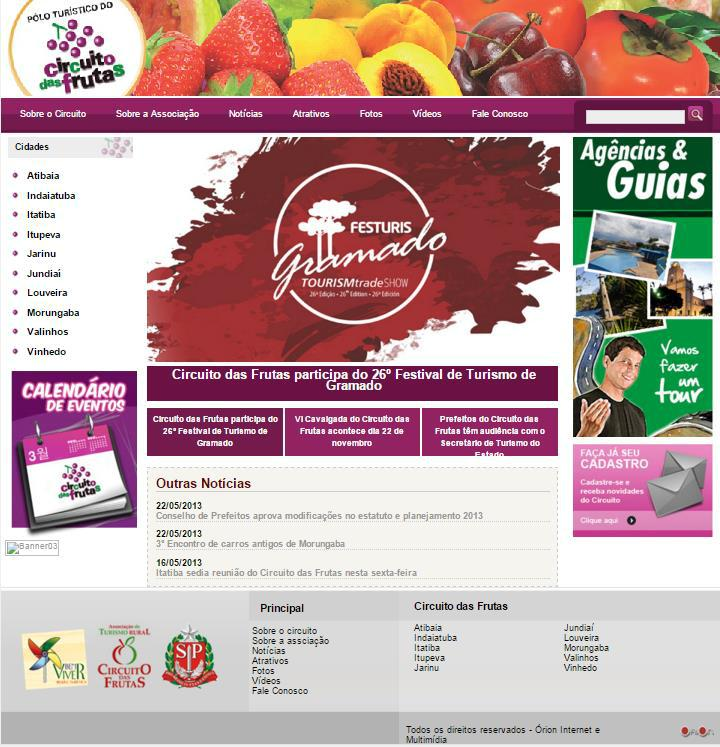 PÓLO TURÍSTICO DO
circuito
das frutas
Sobre o Circuito
Sobre a Associação
Notícias
Atrativos
Fotos
Vídeos
Fale Conosco
Cidades
Atibaia
Indaiatuba
Itatiba
Itupeva
Jarinu
Jundiaí
Louveira
Morungaba
Valinhos
Vinhedo
CALENDÁRIO
DE EVENTOS
3
circuito
das frutas
Banner03
FESTURIS
Gramado
TOURISMtradeSHOW
26ª Edição • 26th Edition • 26ª Edición
Circuito das Frutas participa do 26º Festival de Turismo de
Gramado
Circuito das Frutas participa do
26º Festival de Turismo de
Gramado
VI Cavalgada do Circuito das
Frutas acontece dia 22 de
novembro
Prefeitos do Circuito das
Frutas têm audiência com o
Secretário de Turismo do
Estado
Outras Notícias
22/05/2013
Conselho de Prefeitos aprova modificações no estatuto e planejamento 2013
22/05/2013
3º Encontro de carros antigos de Morungaba
16/05/2013
Itatiba sedia reunião do Circuito das Frutas nesta sexta-feira
Agências &
Guias
Vamos
fazer
um
tour
FAÇA JÁ SEU
CADASTRO
Cadastre-se e
receba novidades
do Circuito
Clique aqui
VIVER
Associação de
TURISMO RURAL
CIRCUITO
DAS FRUTAS
SP
Principal
Sobre o circuito
Sobre a assciação
Notícias
Atrativos
Fotos
Vídeos
Fale Conosco
Circuito das Frutas
Atibaia
Indaiatuba
Itatiba
Itupeva
Jarinu
Jundiaí
Louveira
Morungaba
Valinhos
Vinhedo
Todos os direitos reservados - Órion Internet e
Multimídia